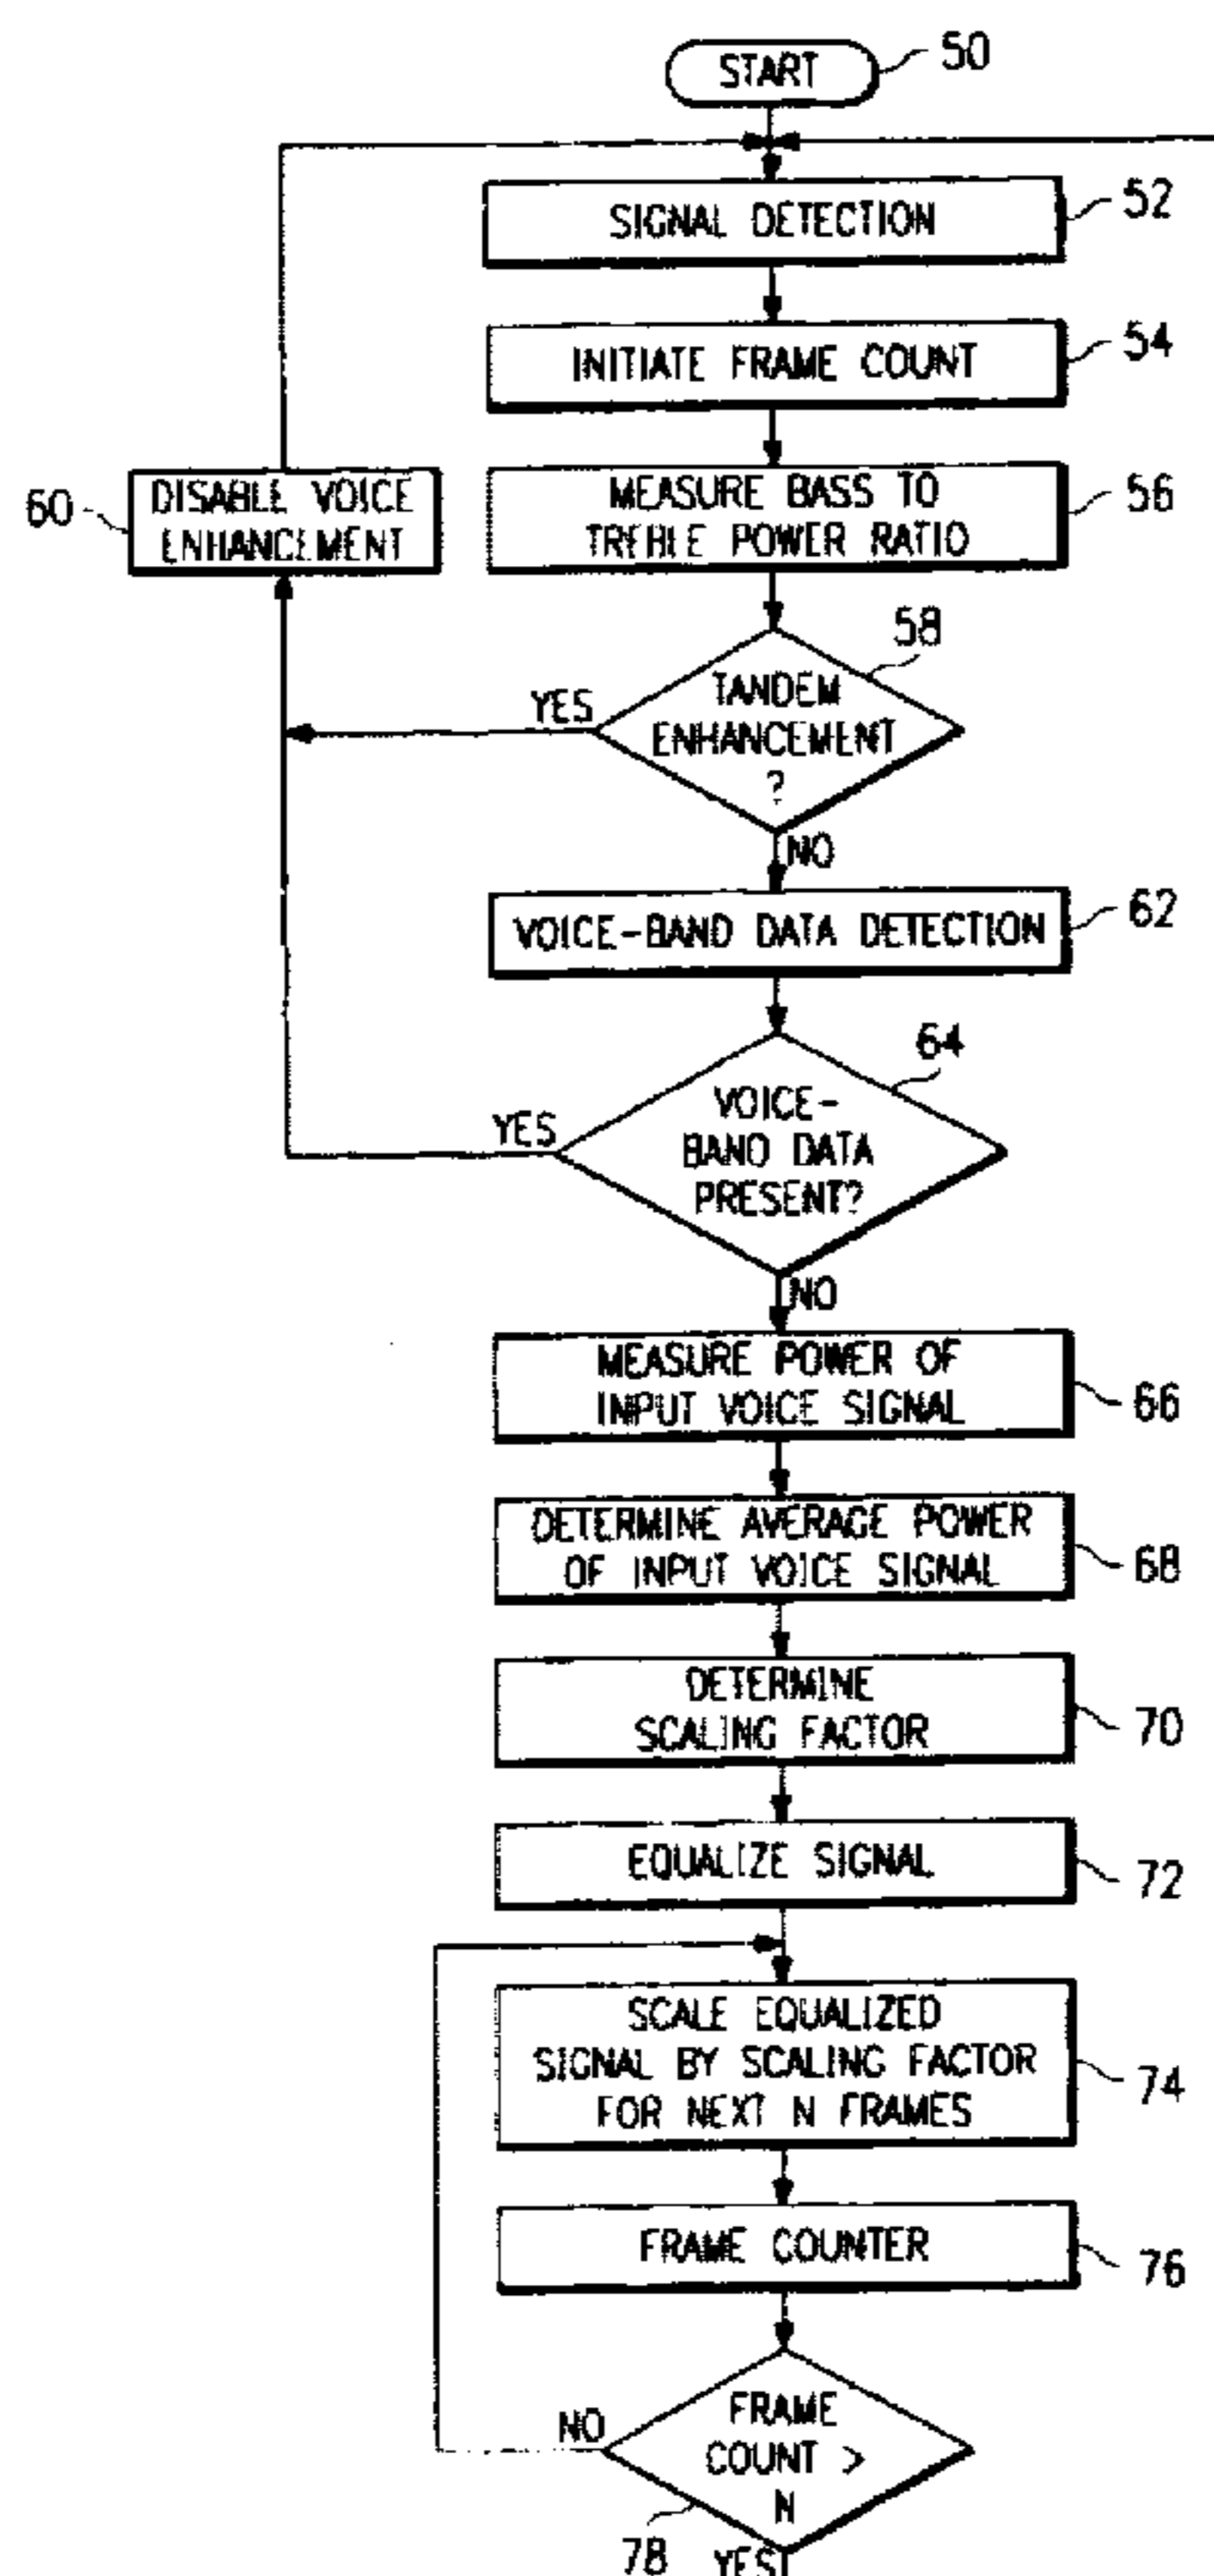 START
50
SIGNAL DETECTION
52
INITIATE FRAME COUNT
54
MEASURE BASS TO
TREBLE POWER RATIO
56
60
DISABLE VOICE
ENHANCEMENT
58
TANDEM
ENHANCEMENT
?
YES
NO
VOICE-BAND DATA DETECTION
62
64
VOICE-
BAND DATA
PRESENT?
YES
NO
MEASURE POWER OF
INPUT VOICE SIGNAL
66
DETERMINE AVERAGE POWER
OF INPUT VOICE SIGNAL
68
DETERMINE
SCALING FACTOR
70
EQUALIZE SIGNAL
72
SCALE EQUALIZED
SIGNAL BY SCALING FACTOR
FOR NEXT N FRAMES
74
FRAME COUNTER
76
FRAME
COUNT >
N
NO
78
YES